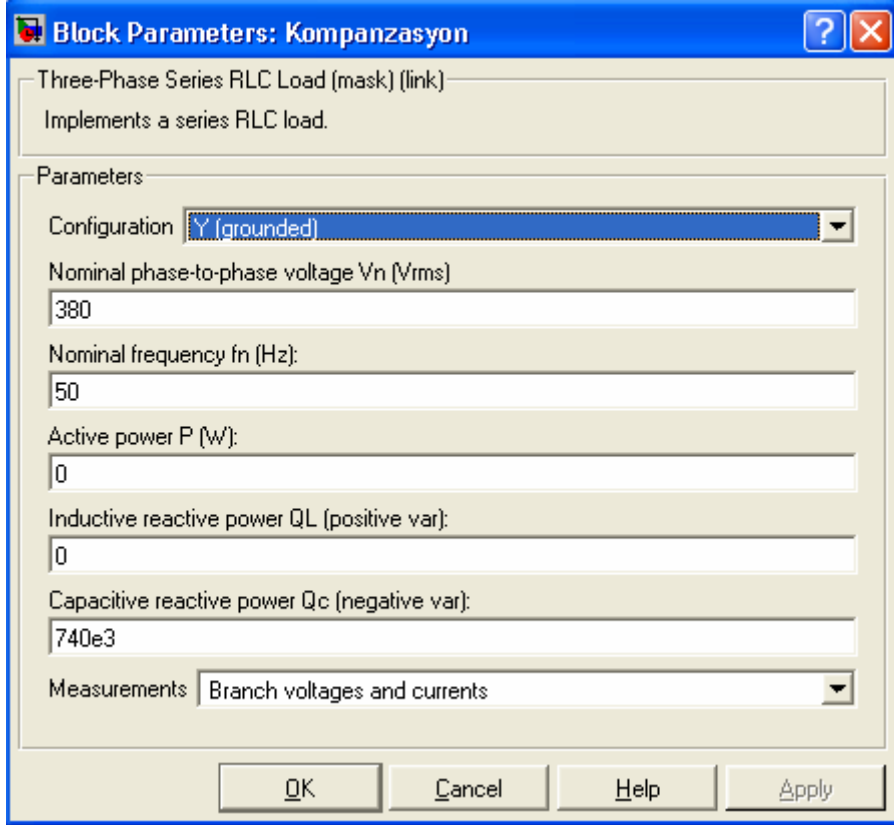 Block Parameters: Kompanzasyon
Three-Phase Series RLC Load (mask) (link)
Implements a series RLC load.
Parameters
Configuration Y (grounded)
Nominal phase-to-phase voltage Vn (Vrms)
380
Nominal frequency fn (Hz):
50
Active power P (W):
0
Inductive reactive power QL (positive var):
0
Capacitive reactive power Qc (negative var):
740e3
Measurements Branch voltages and currents
OK Cancel Help Apply